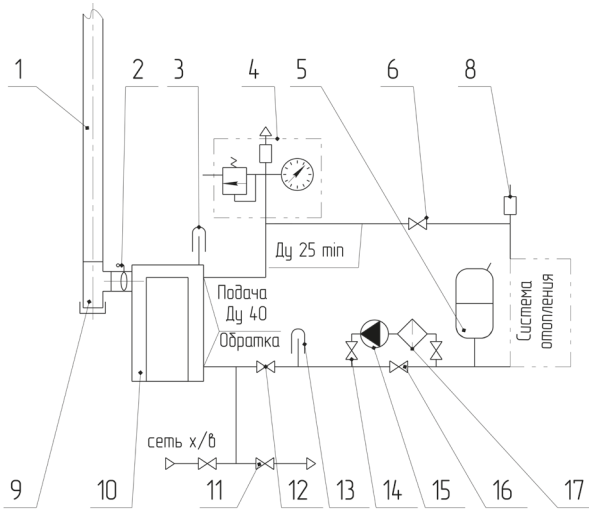 1 2 3 4 5 6 8
Ду 25 min
Подача
Ду 40
Обратка
Система
отопления
сеть х/в
9 10 11 12 13 14 15 16 17